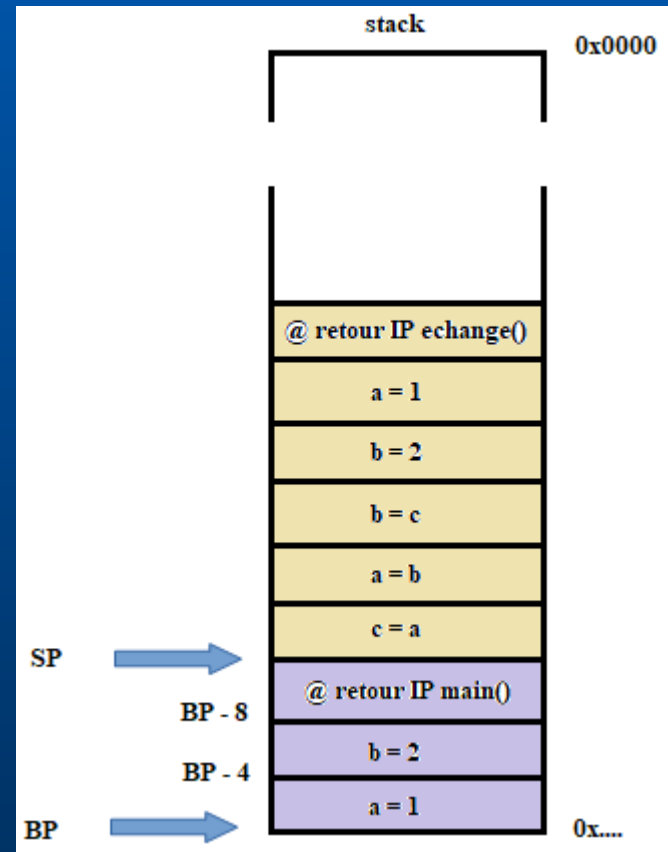 stack
0x0000
@ retour IP echange()
a = 1
b = 2
b = c
a = b
c = a
SP
@ retour IP main()
BP - 8
b = 2
BP - 4
a = 1
BP
0x....